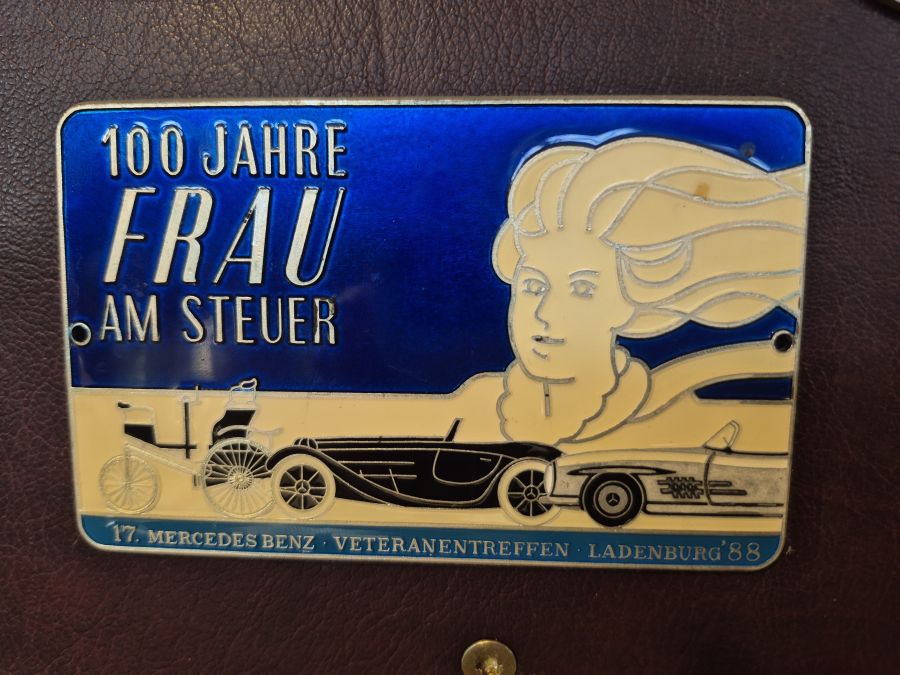 100 JAHRE
FRAU
AM STEUER
17. MERCEDES BENZ · VETERANENTREFFEN · LADENBURG '88